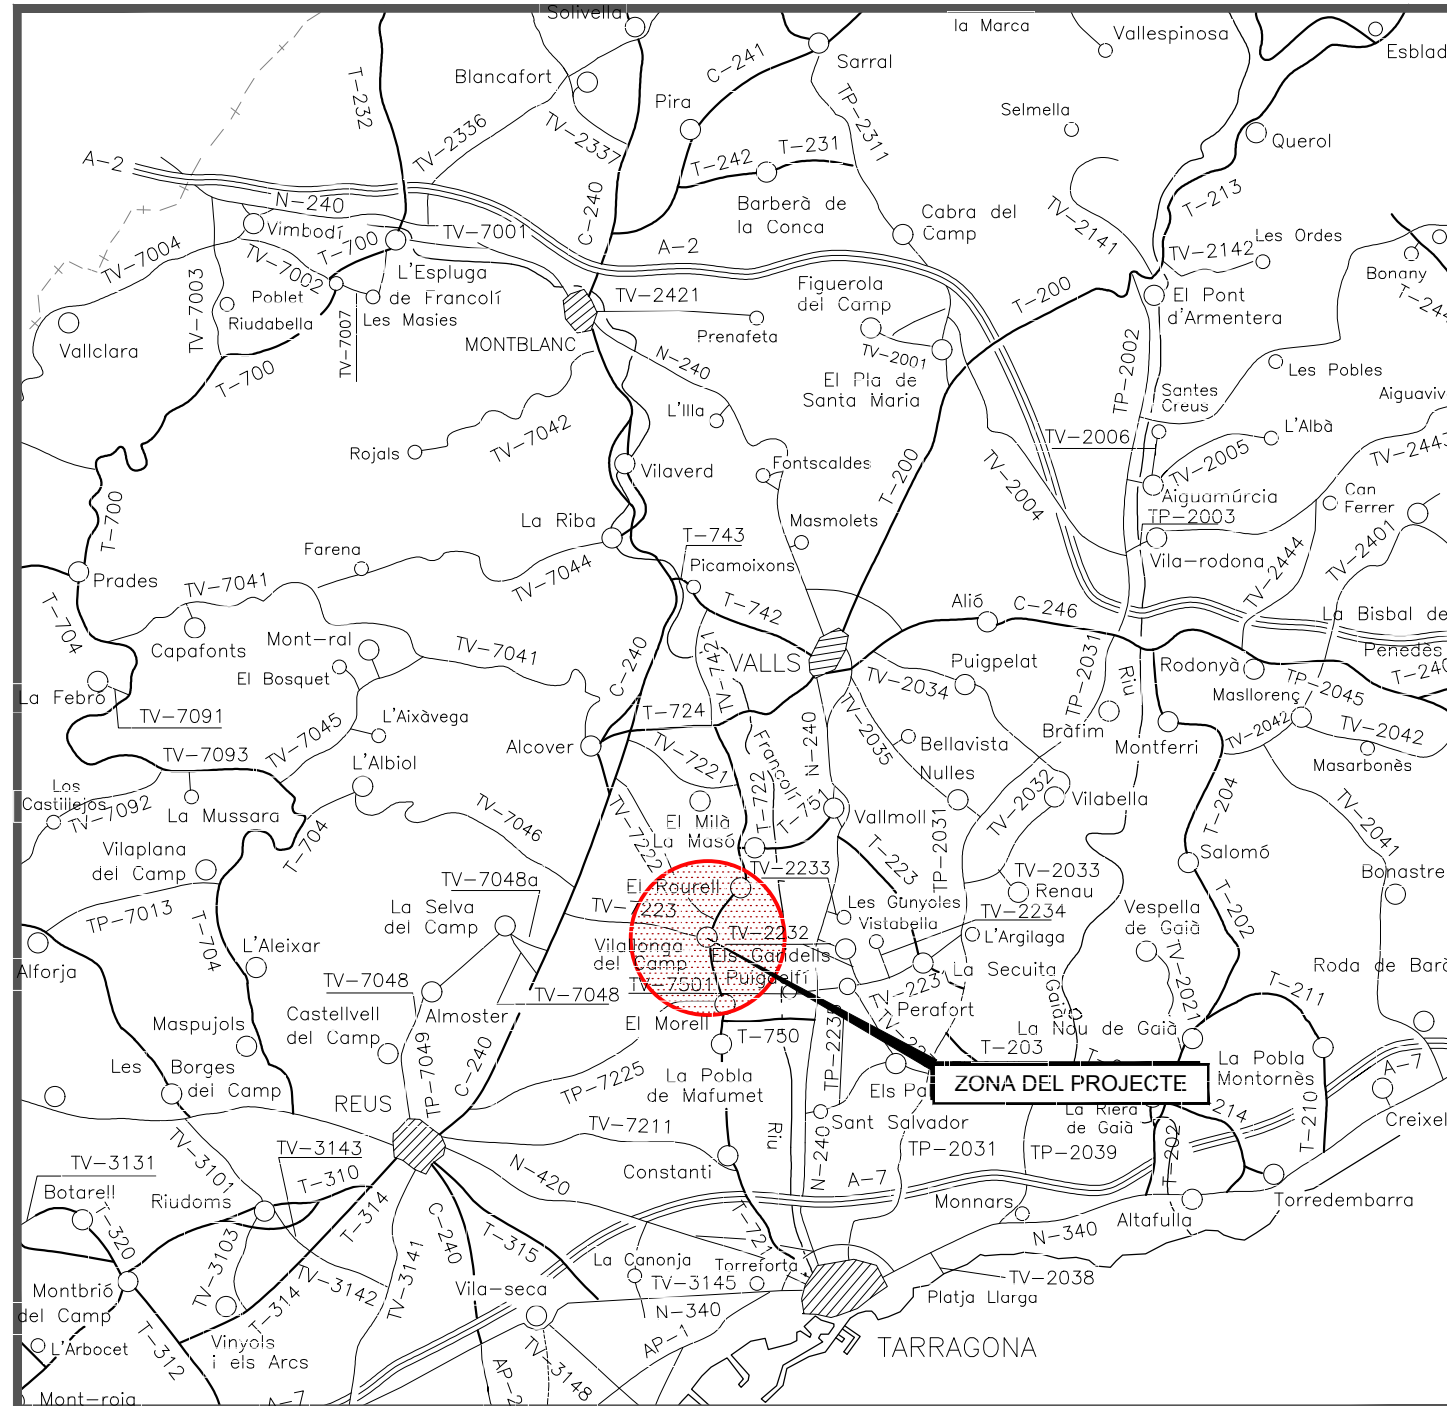 Solivella
la Marca
Vallespinosa
Esblad
Sarral
C-241
Blancafort
T-232
Pira
TP-2311
Selmella
TV-2336
TV-2337
Querol
A-2
T-242
T-231
T-213
N-240
C-240
Barberà de
la Conca
Cabra del
Camp
TV-2141
Vimbodí
T-700
TV-7001
A-2
TV-2142
Les Ordes
TV-7004
TV-7002
L'Espluga
de Francolí
Bonany
TV-7003
Poblet
Riudabella
Les Masies
TV-7007
TV-2421
Figuerola
del Camp
T-200
El Pont
d'Armentera
T-244
Vallclara
MONTBLANC
Prenafeta
TV-2001
TP-2002
T-700
N-240
El Pla de
Santa Maria
Santes
Creus
Les Pobles
Aiguaviv
L'Illa
TV-7042
Rojals
TV-2006
L'Albà
TV-2005
TV-2443
Vilaverd
Fontscaldes
T-200
TV-2004
Aiguamúrcia
Can
Ferrer
T-700
La Riba
Masmolets
TP-2003
TV-2401
Farena
T-743
Picamoixons
Vila-rodona
TV-2444
Prades
TV-7041
TV-7044
T-704
T-742
Alió
C-246
La Bisbal de
Penedès
Capafonts
Mont-ral
TV-7041
C-240
TV-7421
VALLS
Puigpelat
TP-2031
Riu
Rodonyà
T-240
El Bosquet
TV-2034
Masllorenç
TP-2045
La Febró
TV-7091
L'Aixàvega
TV-7045
T-724
N-240
TV-2035
Bràfim
Montferri
TV-2042
TV-2042
Alcover
Francolí
Bellavista
Masarbonès
TV-7093
L'Albiol
TV-7221
Nulles
TV-2032
Los
Castillejos
TV-7092
La Mussara
TV-7046
T-722
T-751
Vilabella
T-204
TV-2041
El Milà
La Masó
Vallmoll
TP-2031
T-704
TV-7222
Vilaplana
del Camp
T-223
Salomó
TV-7048a
El Rourell
TV-2233
TV-2033
Renau
Bonastre
TP-7013
La Selva
del Camp
TV-7223
Les Gunyoles
Vistabella
TV-2234
Vespella
de Gaià
T-202
T-704
L'Aleixar
TV-2232
L'Argilaga
Alforja
Vilallonga
del Camp
Els Garidells
La Secuita
TV-2021
Roda de Barà
TV-7048
TV-7048
TV-7501
Puigdelfí
TV-223
Gaià
T-211
Castellvell
del Camp
Almoster
Perafort
Maspujols
El Morell
T-750
TP-2235
La Nou de Gaià
T-203
Les Borges
del Camp
TV-7049
C-240
TP-7225
La Pobla
de Mafumet
Els Pa
ZONA DEL PROJECTE
La Pobla
Montornès
A-7
REUS
Sant Salvador
La Riera
de Gaià
214
T-210
Creixel
TV-7211
Riu
TV-3143
TV-3101
TV-3131
N-240
TP-2031
TP-2039
T-202
Botarell
Riudoms
T-310
N-420
Constantí
A-7
Monnars
Torredembarra
T-320
T-314
C-240
T-315
T-721
Altafulla
N-340
TV-3103
TV-3141
La Canonja
Torreforta
TV-2038
Montbrió
del Camp
TV-3142
Vila-seca
TV-3145
Platja Llarga
T-314
N-340
T-312
L'Arbocet
Vinyols
i els Arcs
AP-1
TARRAGONA
TV-3148
AP-2
Mont-roig
A-7